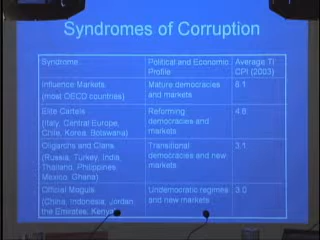 Syndromes of Corruption
Syndrome Political and Economic Average TI
Profile CPI (2003)
Influence Markets Mature democracies 8.1
(most OECD countries) and markets
Elite Cartels Reforming 4.8
(Italy, Central Europe, democracies and
Chile, Korea, Botswana) markets
Oligarchs and Clans Transitional 3.1
(Russia, Turkey, India, democracies and new
Thailand, Philippines, markets
Mexico, Ghana)
Official Moguls Undemocratic regimes 3.0
(China, Indonesia, Jordan, and new markets
the Emirates, Kenya)